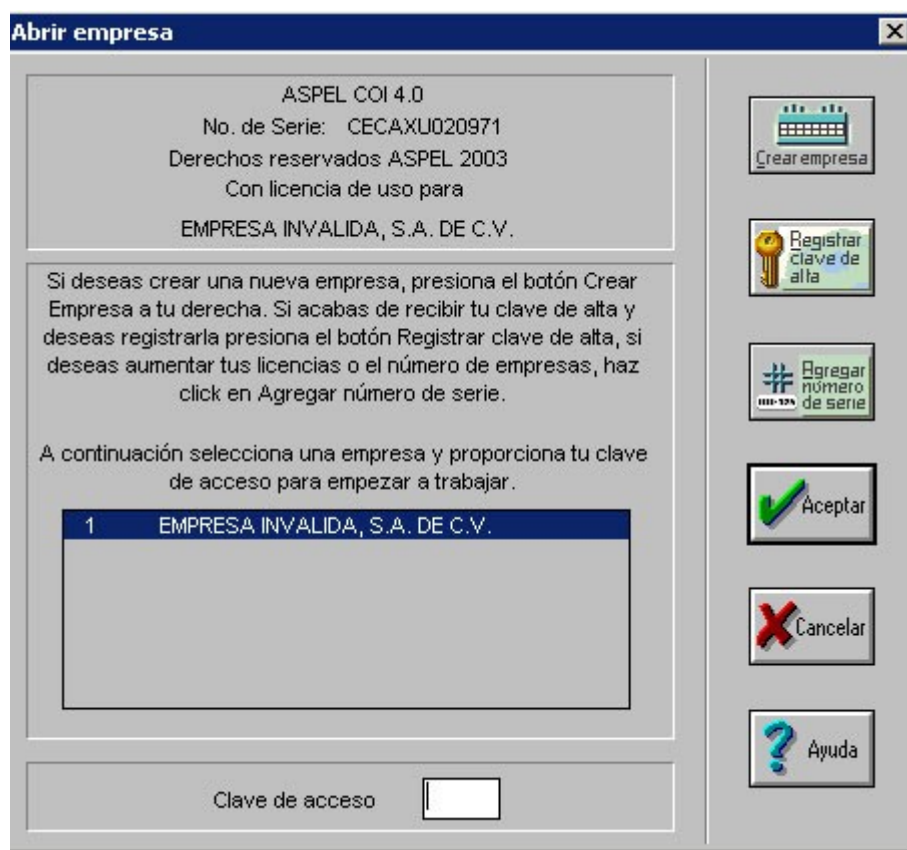 Abrir empresa
ASPEL COI 4.0
No. de Serie: CECAXU020971
Derechos reservados ASPEL 2003
Con licencia de uso para
EMPRESA INVALIDA, S.A. DE C.V.
Si deseas crear una nueva empresa, presiona el botón Crear
Empresa a tu derecha. Si acabas de recibir tu clave de alta y
deseas registrarla presiona el botón Registrar clave de alta, si
deseas aumentar tus licencias o el número de empresas, haz
click en Agregar número de serie.
A continuación selecciona una empresa y proporciona tu clave
de acceso para empezar a trabajar.
1 EMPRESA INVALIDA, S.A. DE C.V.
Clave de acceso
Crear empresa
Registrar
clave de
alta
Agregar
número
de serie
Aceptar
Cancelar
Ayuda